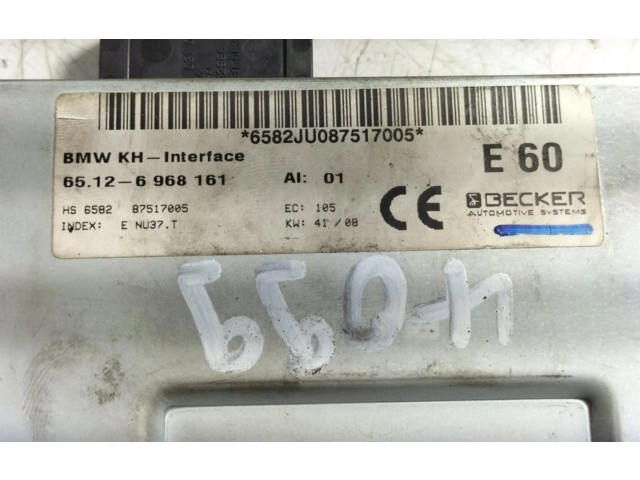 *6582JU087517005*
BMW KH-Interface E 60
65.12-6 968 161 AI: 01
HS 6582 87517005 EC: 105 CE BECKER
AUTOMOTIVE SYSTEMS
INDEX: E NU37.T KW: 41/08